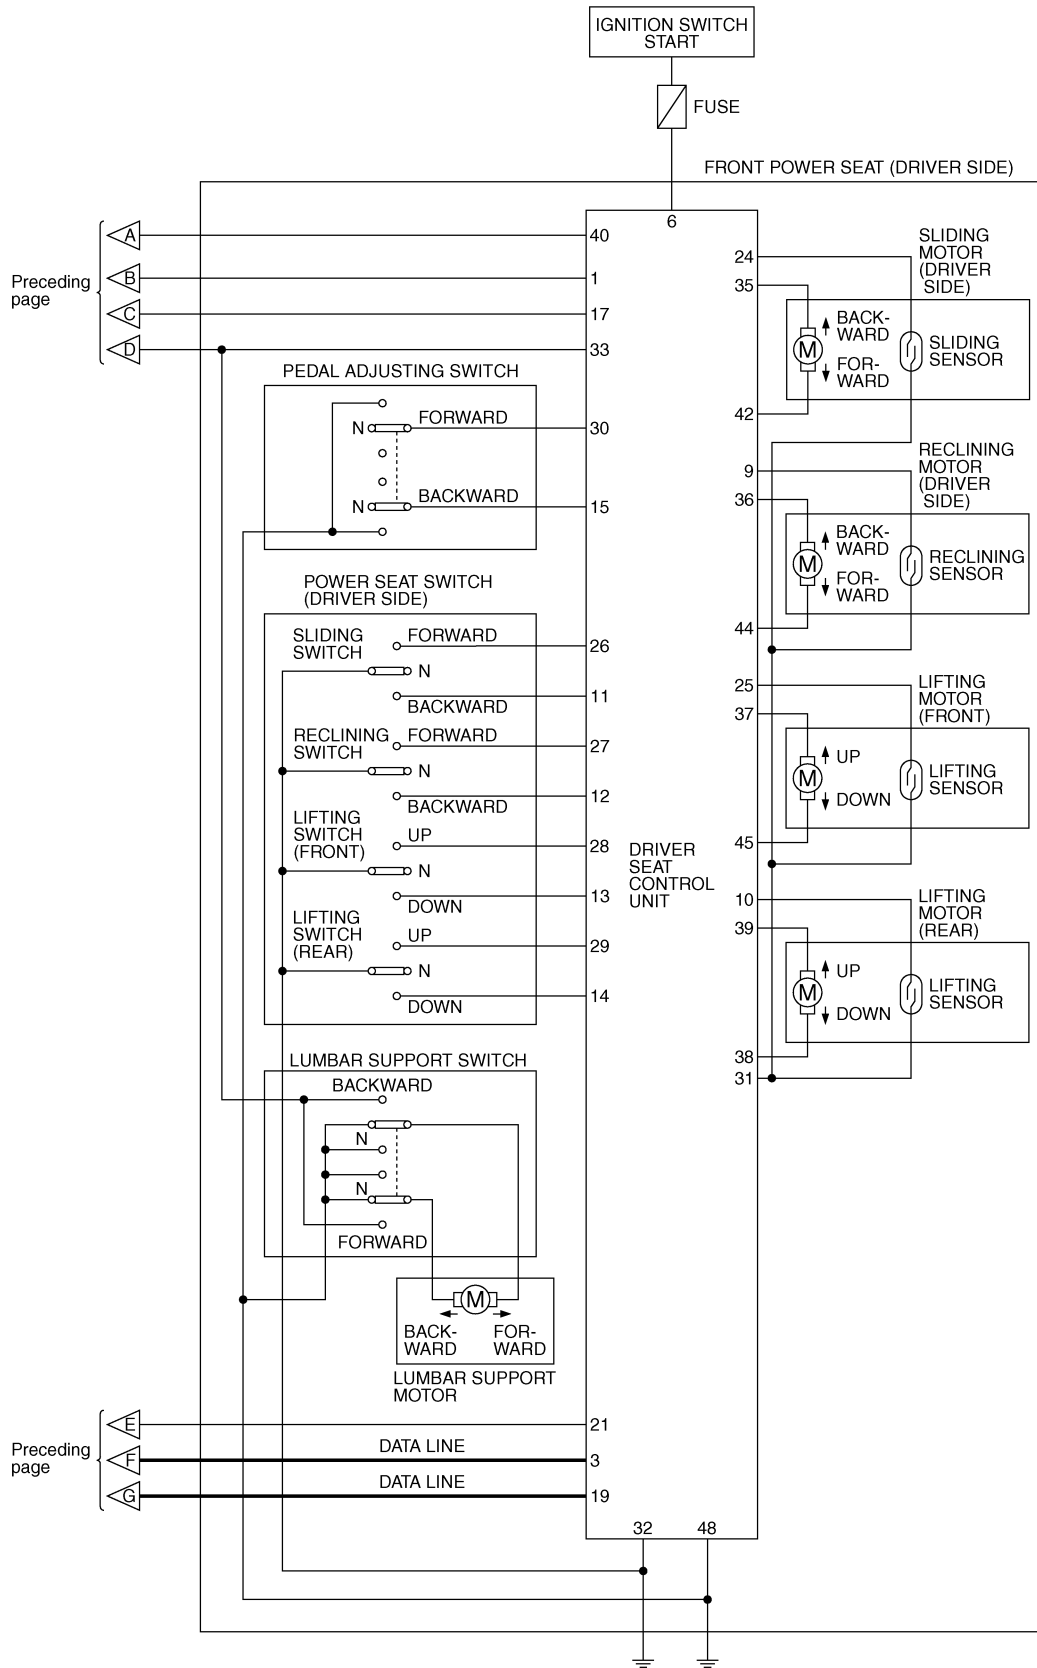 IGNITION SWITCH
START
FUSE
FRONT POWER SEAT (DRIVER SIDE)
6
Preceding
page
A
40
B
1
C
17
D
33
PEDAL ADJUSTING SWITCH
FORWARD
N
30
BACKWARD
N
15
POWER SEAT SWITCH
(DRIVER SIDE)
SLIDING
SWITCH
FORWARD
26
N
11
BACKWARD
RECLINING
SWITCH
FORWARD
27
N
12
BACKWARD
LIFTING
SWITCH
(FRONT)
UP
28
N
13
DOWN
LIFTING
SWITCH
(REAR)
UP
29
N
14
DOWN
DRIVER
SEAT
CONTROL
UNIT
LUMBAR SUPPORT SWITCH
BACKWARD
N
N
FORWARD
M
BACK-
WARD
FOR-
WARD
LUMBAR SUPPORT
MOTOR
24
35
42
SLIDING
MOTOR
(DRIVER
SIDE)
M
BACK-
WARD
FOR-
WARD
SLIDING
SENSOR
9
36
44
RECLINING
MOTOR
(DRIVER
SIDE)
M
BACK-
WARD
FOR-
WARD
RECLINING
SENSOR
25
37
45
LIFTING
MOTOR
(FRONT)
M
UP
DOWN
LIFTING
SENSOR
10
39
38
31
LIFTING
MOTOR
(REAR)
M
UP
DOWN
LIFTING
SENSOR
Preceding
page
E
21
F
DATA LINE
3
G
DATA LINE
19
32
48